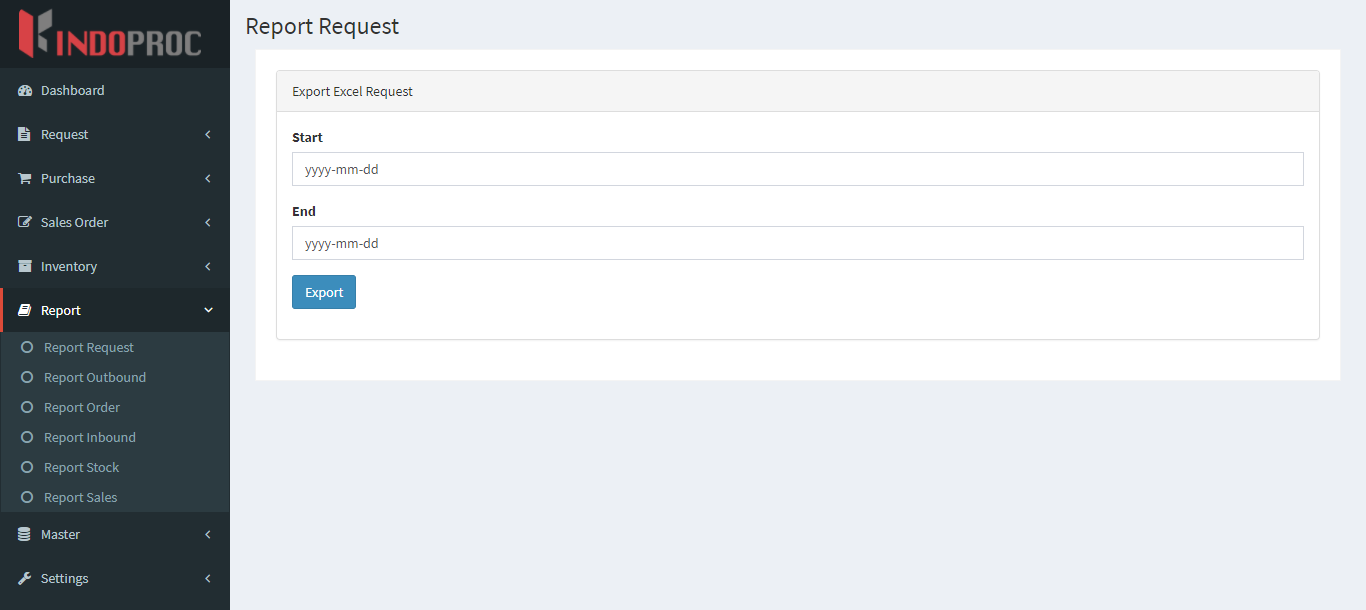 INDOPROC
Dashboard
Request
Purchase
Sales Order
Inventory
Report
Report Request
Report Outbound
Report Order
Report Inbound
Report Stock
Report Sales
Master
Settings
Report Request
Export Excel Request
Start
yyyy-mm-dd
End
yyyy-mm-dd
Export